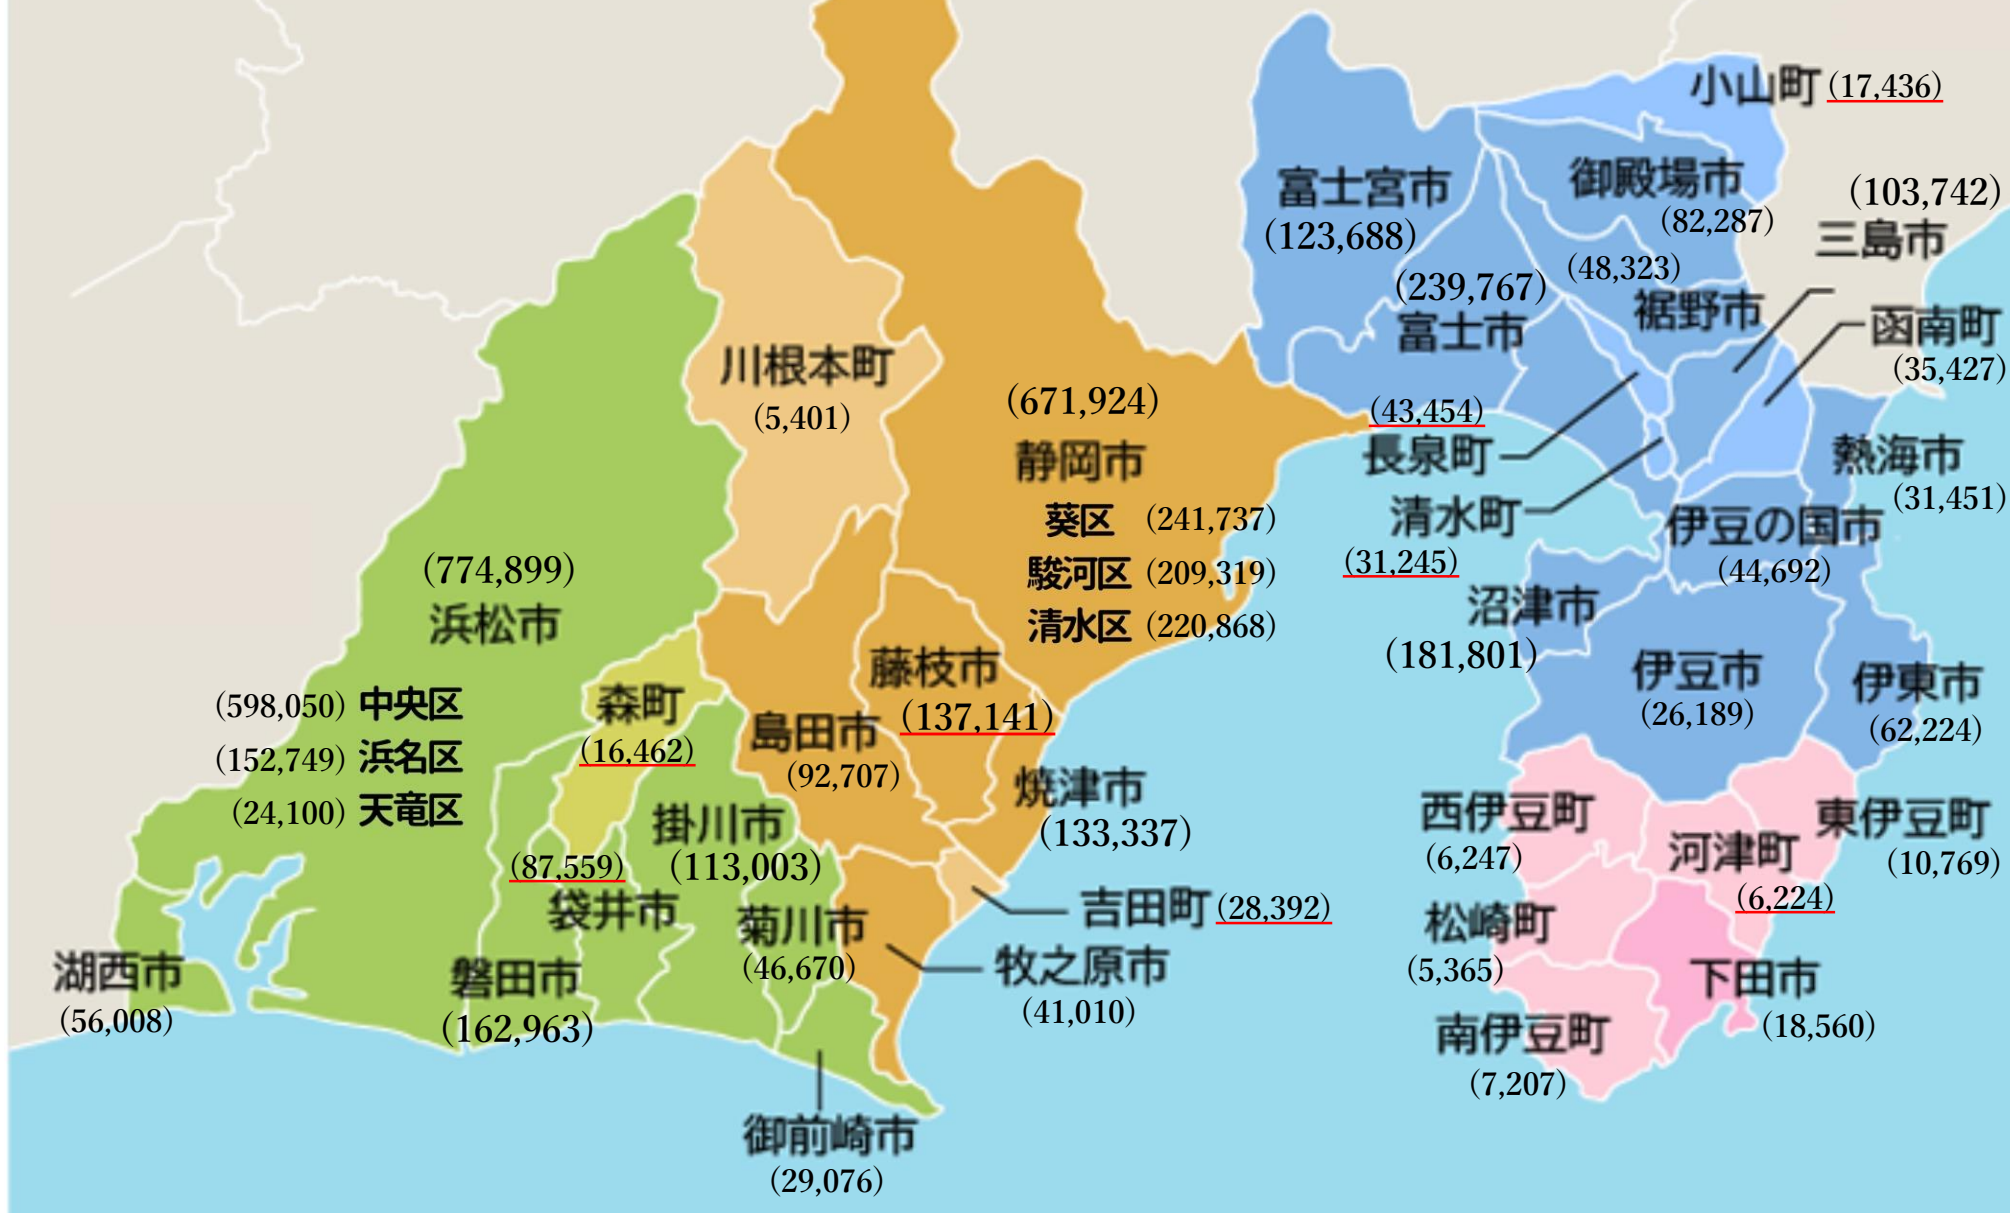 小山町(17,436)
富士宮市
(123,688)
御殿場市
(82,287)
(103,742)
三島市
(239,767)
富士市
(48,323)
裾野市
函南町
(35,427)
川根本町
(5,401)
(671,924)
静岡市
葵区 (241,737)
駿河区 (209,319)
清水区 (220,868)
(43,454)
長泉町
清水町
(31,245)
熱海市
(31,451)
伊豆の国市
(44,692)
沼津市
(181,801)
伊豆市
(26,189)
伊東市
(62,224)
(774,899)
浜松市
(598,050) 中央区
(152,749) 浜名区
(24,100) 天竜区
森町
(16,462)
藤枝市
(137,141)
島田市
(92,707)
焼津市
(133,337)
掛川市
(113,003)
(87,559)
袋井市
菊川市
(46,670)
吉田町(28,392)
牧之原市
(41,010)
湖西市
(56,008)
磐田市
(162,963)
御前崎市
(29,076)
西伊豆町
(6,247)
河津町
(6,224)
東伊豆町
(10,769)
松崎町
(5,365)
下田市
(18,560)
南伊豆町
(7,207)